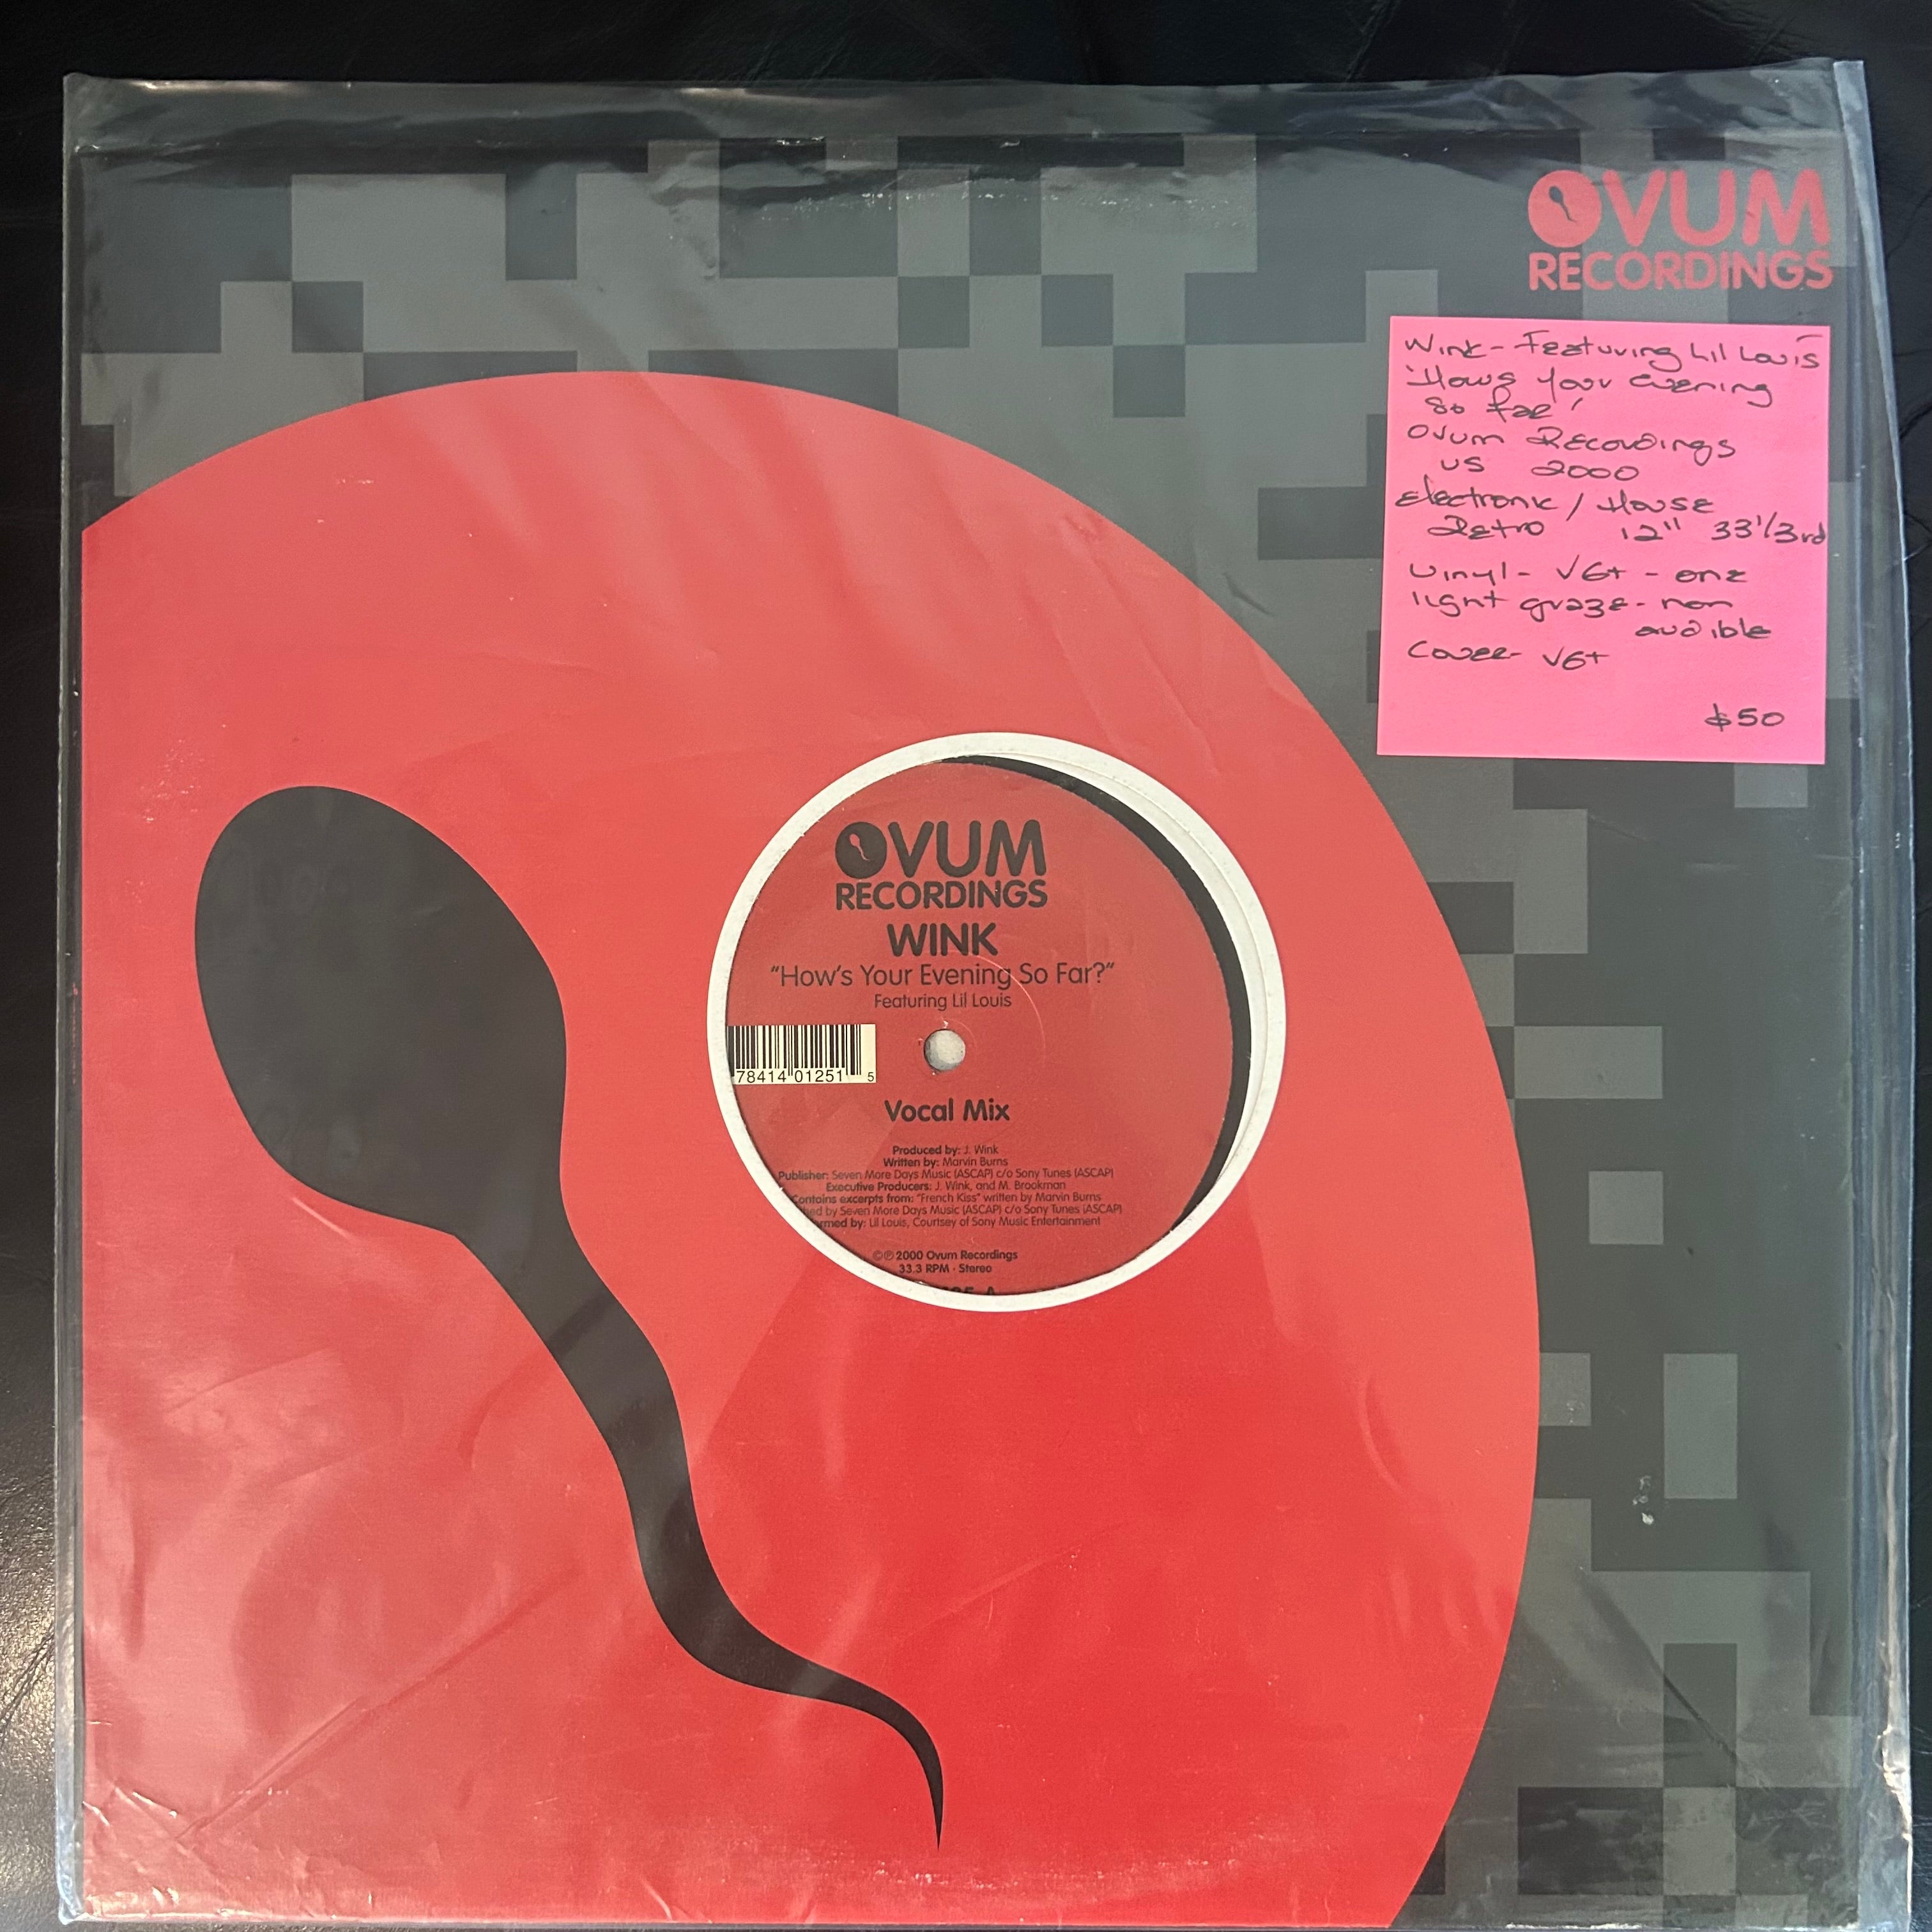 OVUM
RECORDINGS
Wink - Featuring Lil Louis
'Hows your evening
so far'
Ovum Recordings
US 2000
Electronic / House
Retro 12" 33 1/3rd
Vinyl - VG+ - one
light graze - non
audible
Cover - VG+
$50
OVUM
RECORDINGS
WINK
"How's Your Evening So Far?"
Featuring Lil Louis
78414 01251 5
Vocal Mix
Produced by: J. Wink
Written by: Marvin Burns
Publisher: Seven More Days Music (ASCAP) c/o Sony Tunes (ASCAP)
Executive Producers: J. Wink, and M. Brookman
Contains excerpts from: "French Kiss" written by Marvin Burns
by Seven More Days Music (ASCAP) c/o Sony Tunes (ASCAP)
by: Lil Louis, Courtsey of Sony Music Entertainment
©℗ 2000 Ovum Recordings
33.3 RPM · Stereo